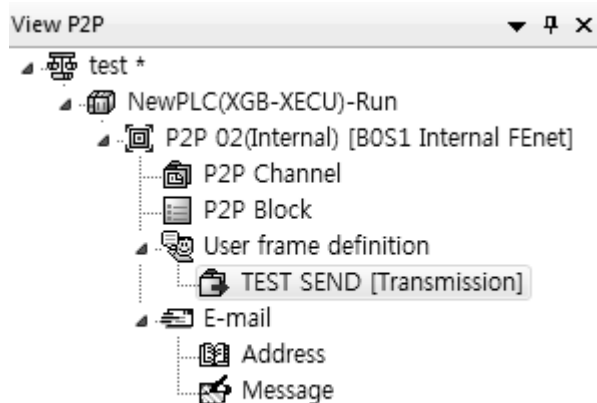 View P2P
test *
NewPLC(XGB-XECU)-Run
P2P 02(Internal) [B0S1 Internal FEnet]
P2P Channel
P2P Block
User frame definition
TEST SEND [Transmission]
E-mail
Address
Message